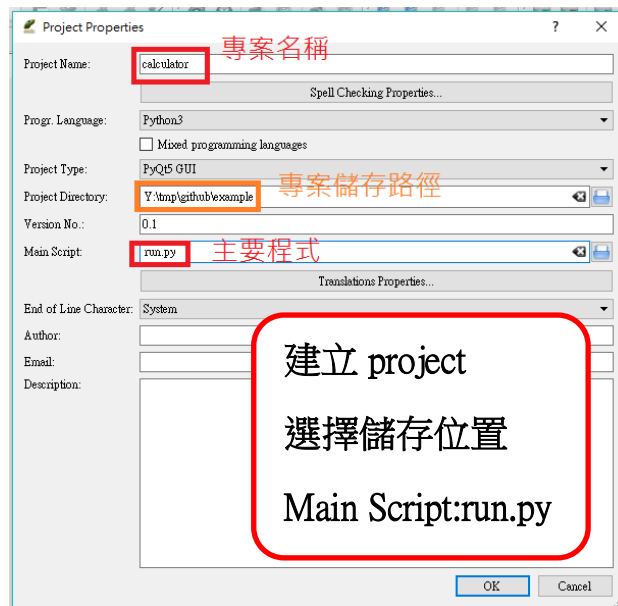 Project Properties
專案名稱
Project Name: calculator
Spell Checking Properties...
Progr. Language: Python3
Mixed programming languages
Project Type: PyQt5 GUI
專案儲存路徑
Project Directory: Y:\tmp\github\example
Version No.: 0.1
Main Script: run.py 主要程式
Translations Properties...
End of Line Character: System
Author:
Email:
Description:
建立 project
選擇儲存位置
Main Script:run.py
OK Cancel